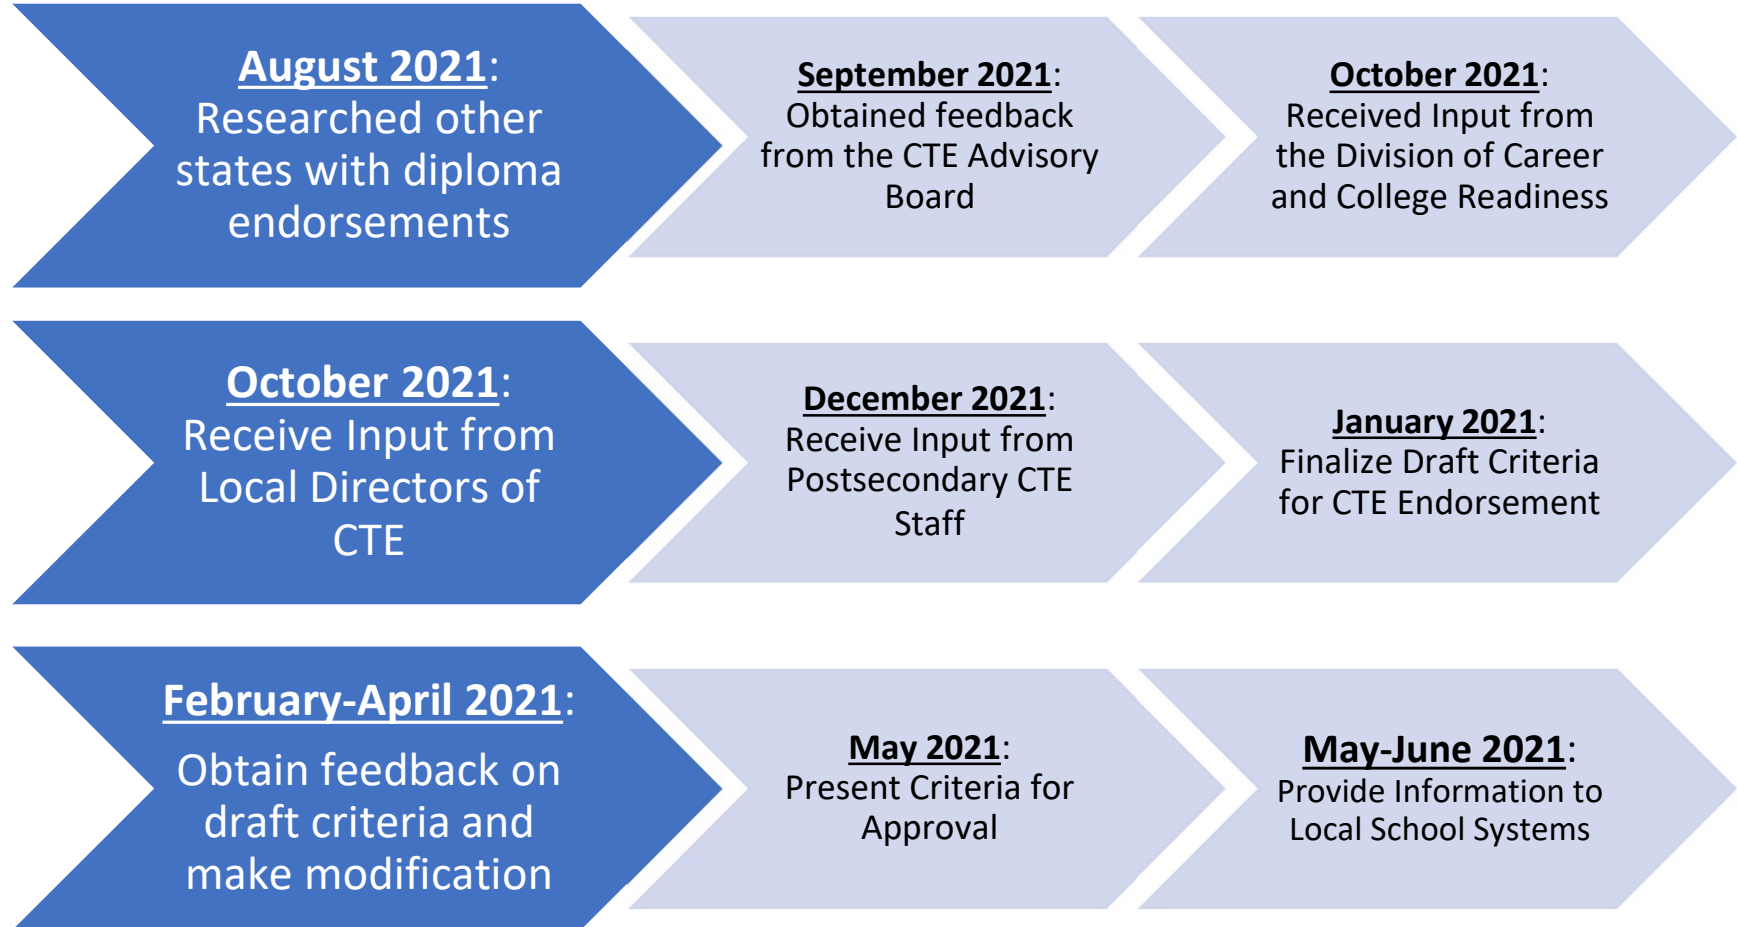 August 2021:
Researched other
states with diploma
endorsements
September 2021:
Obtained feedback
from the CTE Advisory
Board
October 2021:
Received Input from
the Division of Career
and College Readiness
October 2021:
Receive Input from
Local Directors of
CTE
December 2021:
Receive Input from
Postsecondary CTE
Staff
January 2021:
Finalize Draft Criteria
for CTE Endorsement
February-April 2021:
Obtain feedback on
draft criteria and
make modification
May 2021:
Present Criteria for
Approval
May-June 2021:
Provide Information to
Local School Systems